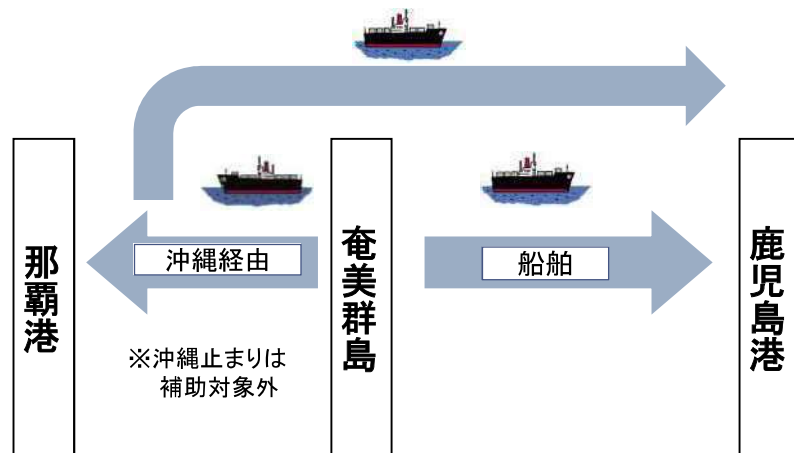 那覇港
沖縄経由
※沖縄止まりは
補助対象外
奄美群島
船舶
鹿児島港